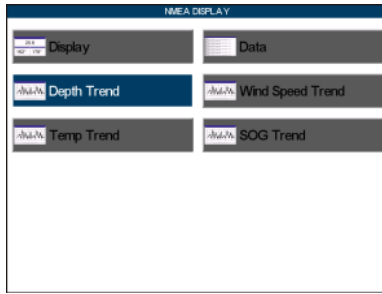 NMEA DISPLAY
Display
Data
Depth Trend
Wind Speed Trend
Temp Trend
SOG Trend